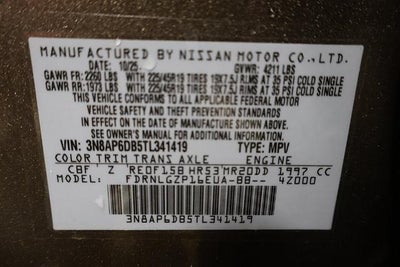 MANUFACTURED BY NISSAN MOTOR CO.,LTD.
DATE: 10/25 GVWR: 4211 LBS
GAWR FR: 2260 LBS WITH 225/45R19 TIRES 19X7.5J RIMS AT 35 PSI COLD SINGLE
GAWR RR: 1973 LBS WITH 225/45R19 TIRES 19X7.5J RIMS AT 35 PSI COLD SINGLE
THIS VEHICLE CONFORMS TO ALL APPLICABLE FEDERAL MOTOR
VEHICLE SAFETY AND THEFT PREVENTION STANDARDS
IN EFFECT ON THE DATE OF MANUFACTURE SHOWN ABOVE.
SEE OWNER'S MANUAL FOR ADDITIONAL INFORMATION.
VIN: 3N8AP6DB5TL341419 TYPE: MPV
COLOR TRIM TRANS AXLE ENGINE
CBF Z RE0F15B HR53 MR20DD 1997 CC
MODEL: FDRNLGZP16EUA-BB-- 4Z000
3N8AP6DB5TL341419